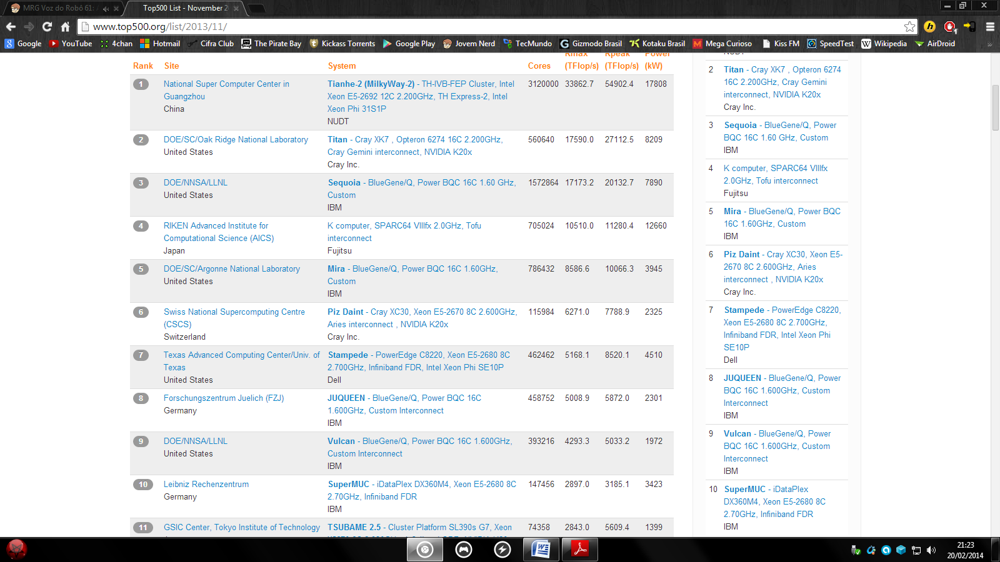 MRG Voz do Robô 61:
Top500 List - November 2
www.top500.org/list/2013/11/
Google YouTube 4chan Hotmail Cifra Club The Pirate Bay Kickass Torrents Google Play Jovem Nerd TecMundo Gizmodo Brasil Kotaku Brasil Mega Curioso Kiss FM SpeedTest Wikipedia AirDroid »
Rank Site System Cores Rmax (TFlop/s) Rpeak (TFlop/s) Power (kW)
1 National Super Computer Center in Guangzhou
China
Tianhe-2 (MilkyWay-2) - TH-IVB-FEP Cluster, Intel
Xeon E5-2692 12C 2.200GHz, TH Express-2, Intel
Xeon Phi 31S1P
NUDT
3120000 33862.7 54902.4 17808
2 DOE/SC/Oak Ridge National Laboratory
United States
Titan - Cray XK7 , Opteron 6274 16C 2.200GHz,
Cray Gemini interconnect, NVIDIA K20x
Cray Inc.
560640 17590.0 27112.5 8209
3 DOE/NNSA/LLNL
United States
Sequoia - BlueGene/Q, Power BQC 16C 1.60 GHz,
Custom
IBM
1572864 17173.2 20132.7 7890
4 RIKEN Advanced Institute for
Computational Science (AICS)
Japan
K computer, SPARC64 VIIIfx 2.0GHz, Tofu
interconnect
Fujitsu
705024 10510.0 11280.4 12660
5 DOE/SC/Argonne National Laboratory
United States
Mira - BlueGene/Q, Power BQC 16C 1.60GHz,
Custom
IBM
786432 8586.6 10066.3 3945
6 Swiss National Supercomputing Centre
(CSCS)
Switzerland
Piz Daint - Cray XC30, Xeon E5-2670 8C 2.600GHz,
Aries interconnect , NVIDIA K20x
Cray Inc.
115984 6271.0 7788.9 2325
7 Texas Advanced Computing Center/Univ. of
Texas
United States
Stampede - PowerEdge C8220, Xeon E5-2680 8C
2.700GHz, Infiniband FDR, Intel Xeon Phi SE10P
Dell
462462 5168.1 8520.1 4510
8 Forschungszentrum Juelich (FZJ)
Germany
JUQUEEN - BlueGene/Q, Power BQC 16C
1.600GHz, Custom Interconnect
IBM
458752 5008.9 5872.0 2301
9 DOE/NNSA/LLNL
United States
Vulcan - BlueGene/Q, Power BQC 16C 1.600GHz,
Custom Interconnect
IBM
393216 4293.3 5033.2 1972
10 Leibniz Rechenzentrum
Germany
SuperMUC - iDataPlex DX360M4, Xeon E5-2680 8C
2.70GHz, Infiniband FDR
IBM
147456 2897.0 3185.1 3423
11 GSIC Center, Tokyo Institute of Technology
TSUBAME 2.5 - Cluster Platform SL390s G7, Xeon
74358 2843.0 5609.4 1399
NUDT
2 Titan - Cray XK7 , Opteron 6274
16C 2.200GHz, Cray Gemini
interconnect, NVIDIA K20x
Cray Inc.
3 Sequoia - BlueGene/Q, Power
BQC 16C 1.60 GHz, Custom
IBM
4 K computer, SPARC64 VIIIfx
2.0GHz, Tofu interconnect
Fujitsu
5 Mira - BlueGene/Q, Power BQC
16C 1.60GHz, Custom
IBM
6 Piz Daint - Cray XC30, Xeon E5-
2670 8C 2.600GHz, Aries
interconnect , NVIDIA K20x
Cray Inc.
7 Stampede - PowerEdge C8220,
Xeon E5-2680 8C 2.700GHz,
Infiniband FDR, Intel Xeon Phi
SE10P
Dell
8 JUQUEEN - BlueGene/Q, Power
BQC 16C 1.600GHz, Custom
Interconnect
IBM
9 Vulcan - BlueGene/Q, Power
BQC 16C 1.600GHz, Custom
Interconnect
IBM
10 SuperMUC - iDataPlex
DX360M4, Xeon E5-2680 8C
2.70GHz, Infiniband FDR
IBM
21:23
20/02/2014